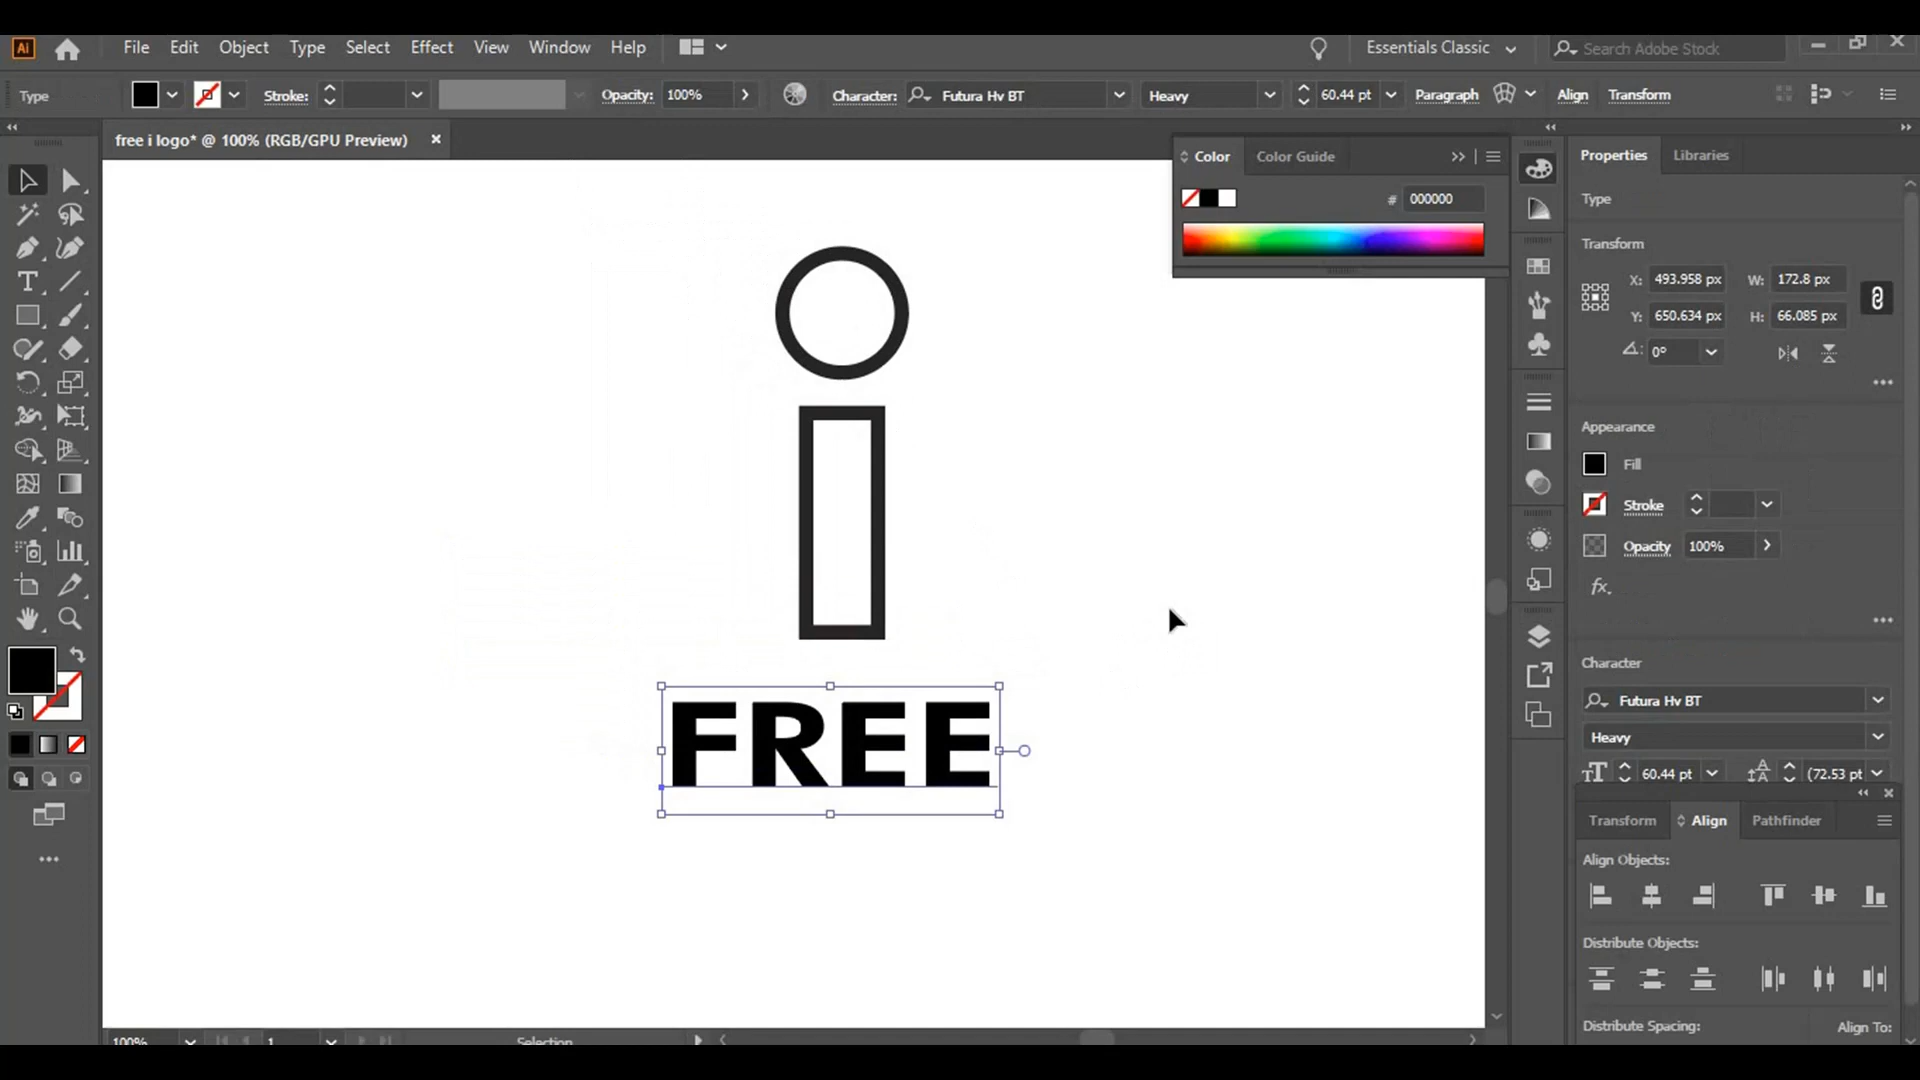 Ai File Edit Object Type Select Effect View Window Help Essentials Classic Search Adobe Stock
Type Stroke: Opacity: 100% Character: Futura Hv BT Heavy 60.44 pt Paragraph Align Transform
free i logo* @ 100% (RGB/GPU Preview)
Color Color Guide
# 000000
Properties Libraries
Type
Transform
X: 493.958 px W: 172.8 px
Y: 650.634 px H: 66.085 px
0°
Appearance
Fill
Stroke
Opacity 100%
fx.
Character
Futura Hv BT
Heavy
60.44 pt (72.53 pt
Transform Align Pathfinder
Align Objects:
Distribute Objects:
Distribute Spacing: Align To:
FREE
100% 1 Selection